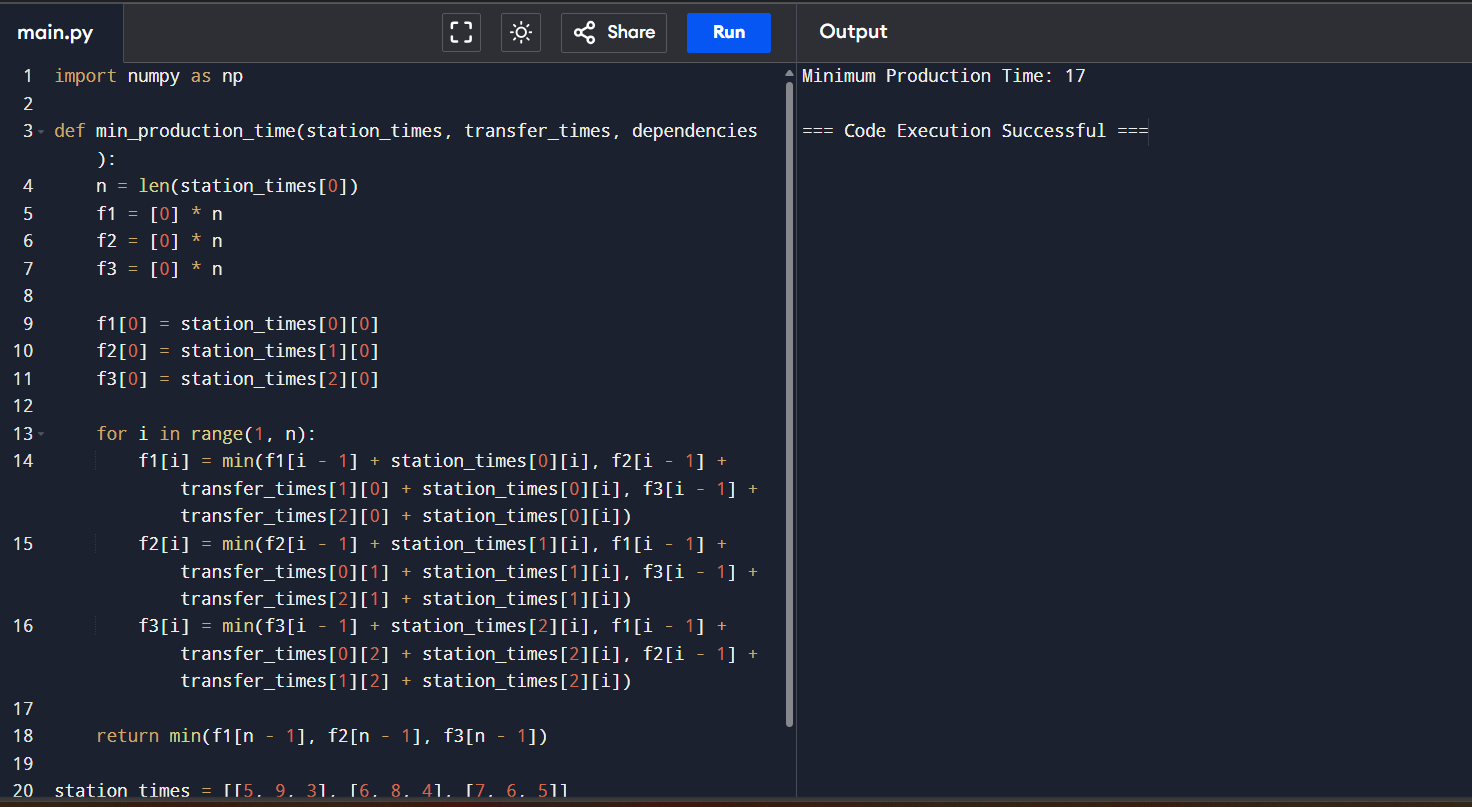 main.py
Share
Run
Output
1 import numpy as np
2
3 def min_production_time(station_times, transfer_times, dependencies
):
4 n = len(station_times[0])
5 f1 = [0] * n
6 f2 = [0] * n
7 f3 = [0] * n
8
9 f1[0] = station_times[0][0]
10 f2[0] = station_times[1][0]
11 f3[0] = station_times[2][0]
12
13 for i in range(1, n):
14 f1[i] = min(f1[i - 1] + station_times[0][i], f2[i - 1] +
transfer_times[1][0] + station_times[0][i], f3[i - 1] +
transfer_times[2][0] + station_times[0][i])
15 f2[i] = min(f2[i - 1] + station_times[1][i], f1[i - 1] +
transfer_times[0][1] + station_times[1][i], f3[i - 1] +
transfer_times[2][1] + station_times[1][i])
16 f3[i] = min(f3[i - 1] + station_times[2][i], f1[i - 1] +
transfer_times[0][2] + station_times[2][i], f2[i - 1] +
transfer_times[1][2] + station_times[2][i])
17
18 return min(f1[n - 1], f2[n - 1], f3[n - 1])
19
20 station_times = [[5, 9, 3], [6, 8, 4], [7, 6, 5]]
Minimum Production Time: 17
=== Code Execution Successful ===